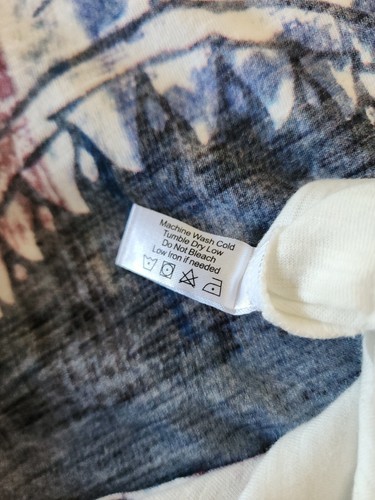 Machine Wash Cold
Tumble Dry Low
Do Not Bleach
Low Iron if needed